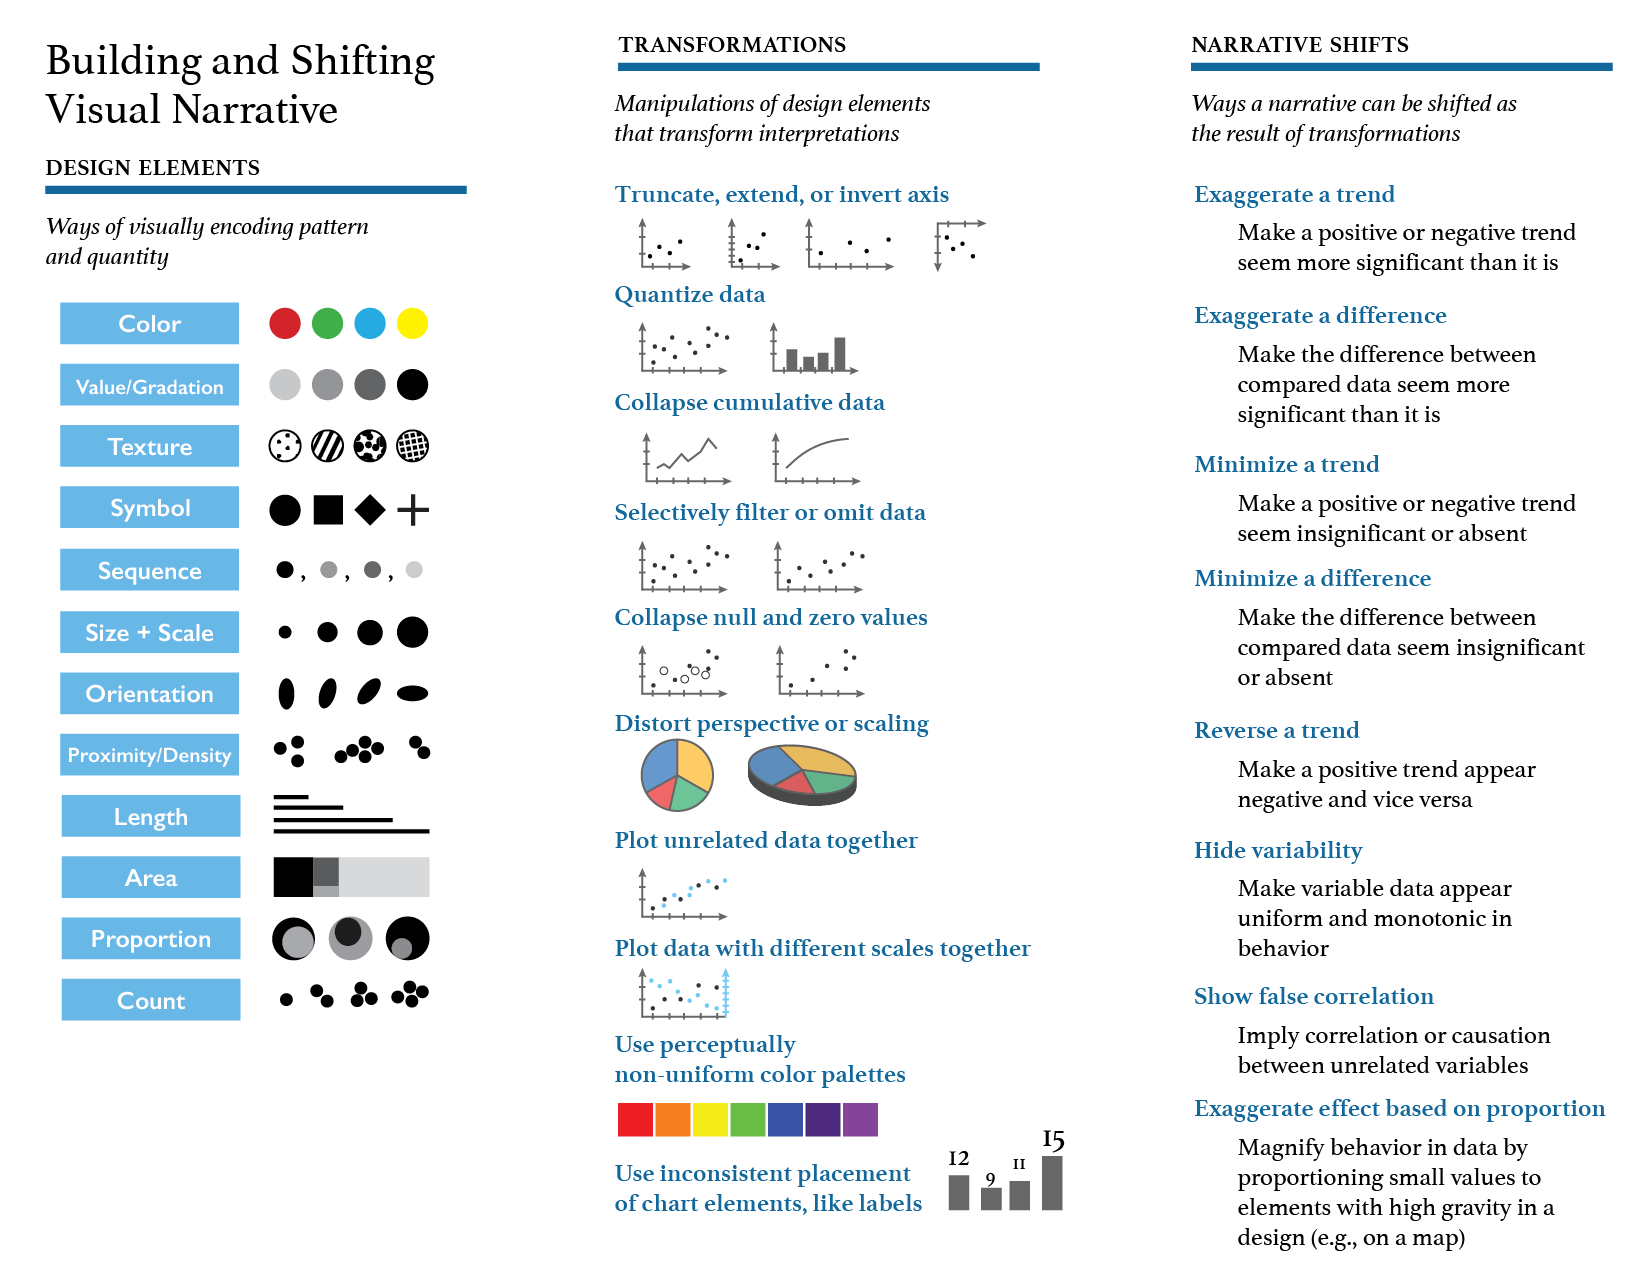 Building and Shifting
Visual Narrative
DESIGN ELEMENTS
Ways of visually encoding pattern
and quantity
Color
Value/Gradation
Texture
Symbol
Sequence
, , ,
Size + Scale
Orientation
Proximity/Density
Length
Area
Proportion
Count
TRANSFORMATIONS
Manipulations of design elements
that transform interpretations
Truncate, extend, or invert axis
Quantize data
Collapse cumulative data
Selectively filter or omit data
Collapse null and zero values
Distort perspective or scaling
Plot unrelated data together
Plot data with different scales together
Use perceptually
non-uniform color palettes
Use inconsistent placement
of chart elements, like labels
12 9 11 15
NARRATIVE SHIFTS
Ways a narrative can be shifted as
the result of transformations
Exaggerate a trend
Make a positive or negative trend
seem more significant than it is
Exaggerate a difference
Make the difference between
compared data seem more
significant than it is
Minimize a trend
Make a positive or negative trend
seem insignificant or absent
Minimize a difference
Make the difference between
compared data seem insignificant
or absent
Reverse a trend
Make a positive trend appear
negative and vice versa
Hide variability
Make variable data appear
uniform and monotonic in
behavior
Show false correlation
Imply correlation or causation
between unrelated variables
Exaggerate effect based on proportion
Magnify behavior in data by
proportioning small values to
elements with high gravity in a
design (e.g., on a map)